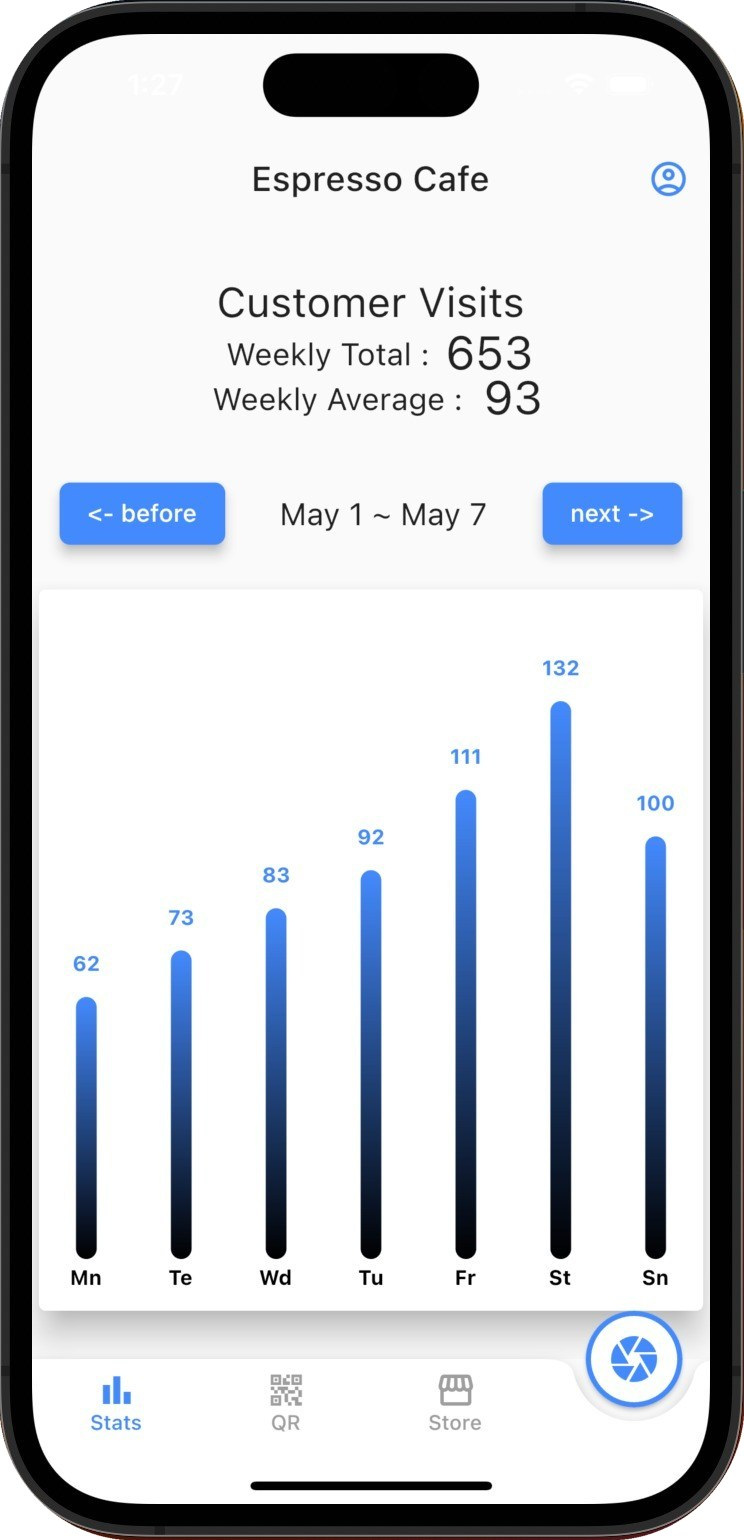 1:27
Espresso Cafe
Customer Visits
Weekly Total : 653
Weekly Average : 93
<- before May 1 ~ May 7 next ->
132
111
100
92
83
73
62
Mn Te Wd Tu Fr St Sn
Stats QR Store